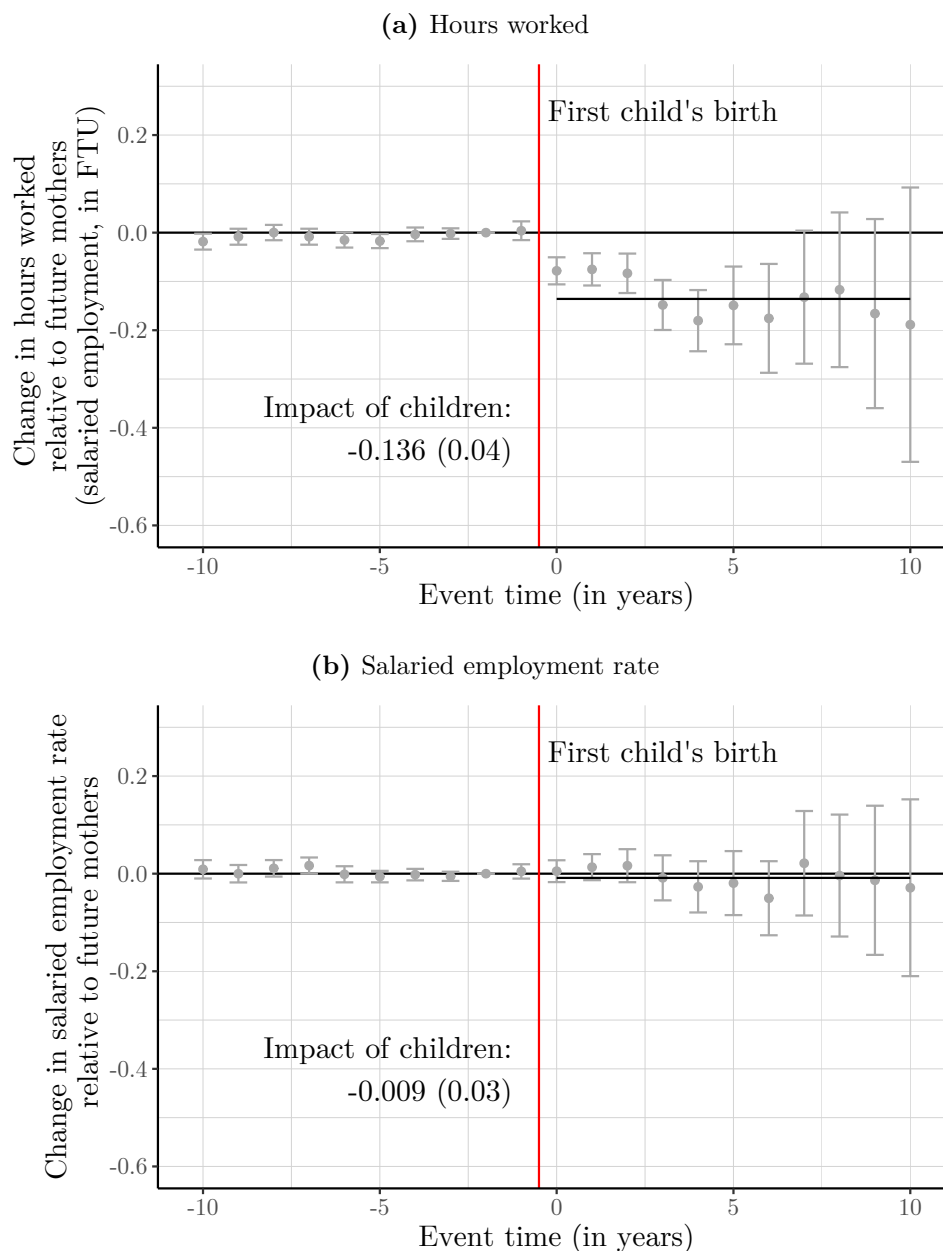 (a) Hours worked
Change in hours worked
relative to future mothers
(salaried employment, in FTU)
0.2
0.0
-0.2
-0.4
-0.6
First child's birth
Impact of children:
-0.136 (0.04)
-10
-5
0
5
10
Event time (in years)
(b) Salaried employment rate
Change in salaried employment rate
relative to future mothers
0.2
0.0
-0.2
-0.4
-0.6
First child's birth
Impact of children:
-0.009 (0.03)
-10
-5
0
5
10
Event time (in years)